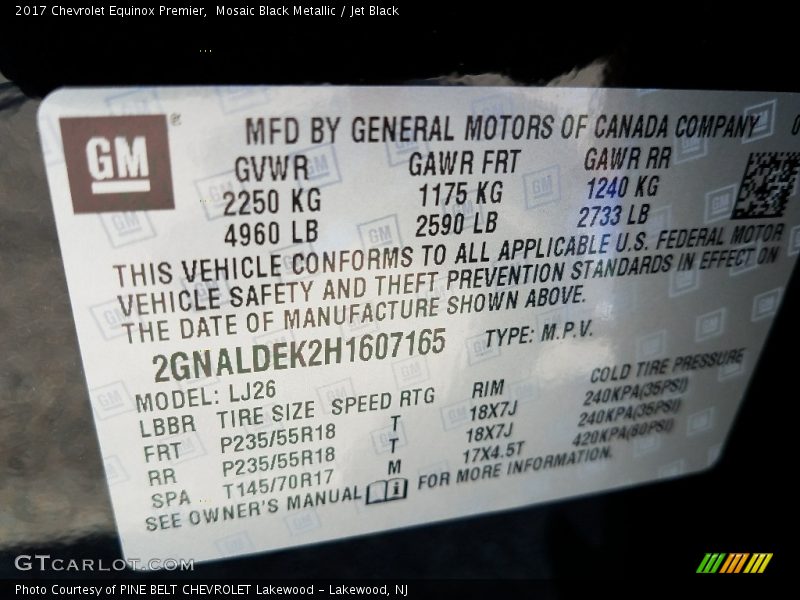 2017 Chevrolet Equinox Premier,  Mosaic Black Metallic / Jet Black
...
GM®
MFD BY GENERAL MOTORS OF CANADA COMPANY 0
GVWR GAWR FRT GAWR RR
2250 KG 1175 KG 1240 KG
4960 LB 2590 LB 2733 LB
THIS VEHICLE CONFORMS TO ALL APPLICABLE U.S. FEDERAL MOTOR
VEHICLE SAFETY AND THEFT PREVENTION STANDARDS IN EFFECT ON
THE DATE OF MANUFACTURE SHOWN ABOVE.
2GNALDEK2H1607165 TYPE: M.P.V.
MODEL: LJ26
LBBR TIRE SIZE SPEED RTG RIM COLD TIRE PRESSURE
FRT P235/55R18 T 18X7J 240KPA(35PSI)
RR P235/55R18 T 18X7J 240KPA(35PSI)
SPA T145/70R17 M 17X4.5T 420KPA(60PSI)
SEE OWNER'S MANUAL FOR MORE INFORMATION.
GTCARLOT.COM
Photo Courtesy of PINE BELT CHEVROLET Lakewood - Lakewood, NJ